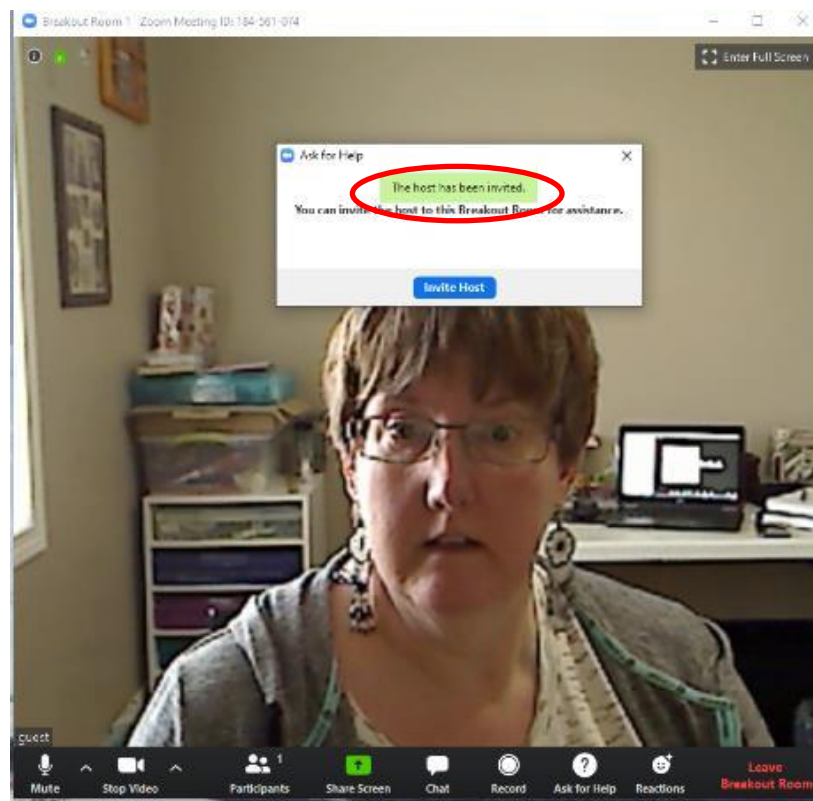 Breakout Room 1 Zoom Meeting ID: 184-561-074
Enter Full Screen
Ask for Help
The host has been invited.
You can invite the host to this Breakout Room for assistance.
Invite Host
guest
1
Mute Stop Video Participants Share Screen Chat Record Ask for Help Reactions Leave Breakout Room